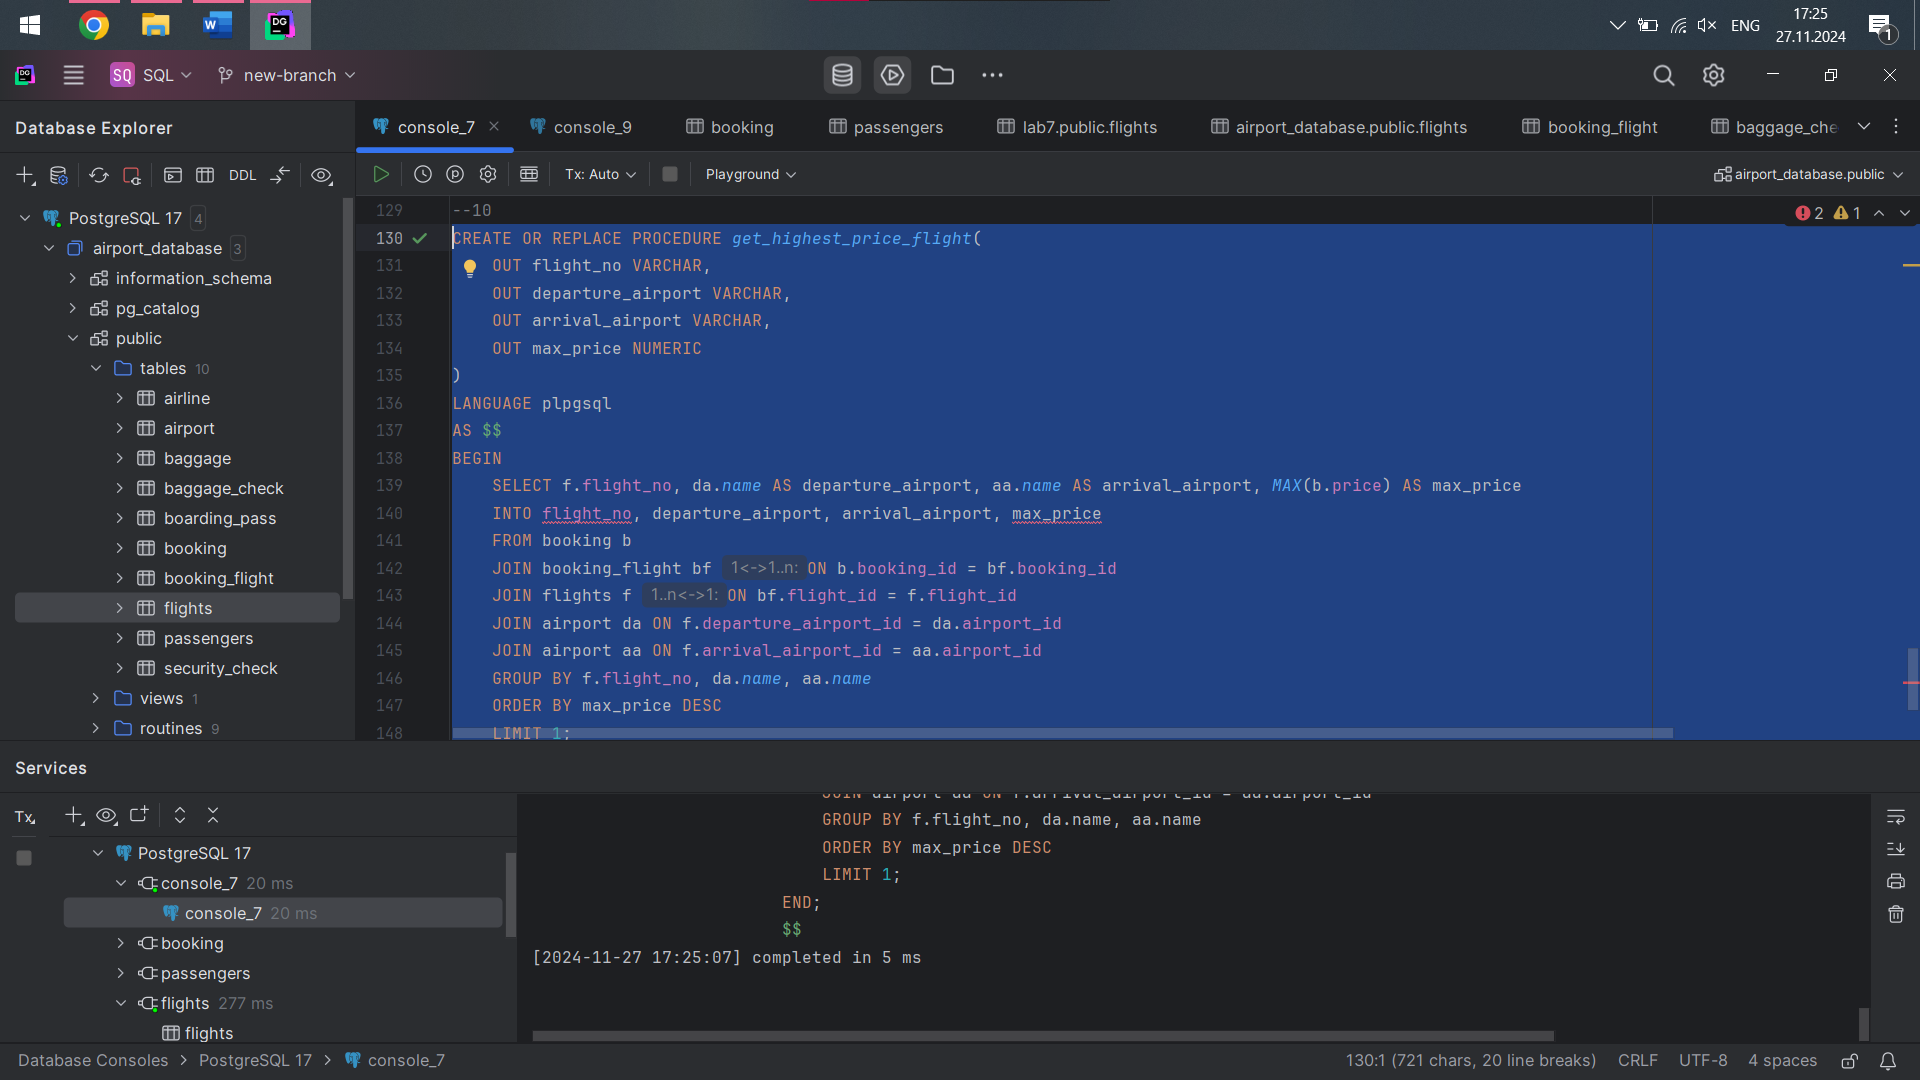 ENG
17:25
27.11.2024
1
SQ SQL
new-branch
Database Explorer
console_7
console_9
booking
passengers
lab7.public.flights
airport_database.public.flights
booking_flight
baggage_che
DDL
Tx: Auto
Playground
airport_database.public
PostgreSQL 17 4
airport_database 3
information_schema
pg_catalog
public
tables 10
airline
airport
baggage
baggage_check
boarding_pass
booking
booking_flight
flights
passengers
security_check
views 1
routines 9
2 1
129 --10
130 CREATE OR REPLACE PROCEDURE get_highest_price_flight(
131 OUT flight_no VARCHAR,
132 OUT departure_airport VARCHAR,
133 OUT arrival_airport VARCHAR,
134 OUT max_price NUMERIC
135 )
136 LANGUAGE plpgsql
137 AS $$
138 BEGIN
139 SELECT f.flight_no, da.name AS departure_airport, aa.name AS arrival_airport, MAX(b.price) AS max_price
140 INTO flight_no, departure_airport, arrival_airport, max_price
141 FROM booking b
142 JOIN booking_flight bf 1<->1..n: ON b.booking_id = bf.booking_id
143 JOIN flights f 1..n<->1: ON bf.flight_id = f.flight_id
144 JOIN airport da ON f.departure_airport_id = da.airport_id
145 JOIN airport aa ON f.arrival_airport_id = aa.airport_id
146 GROUP BY f.flight_no, da.name, aa.name
147 ORDER BY max_price DESC
148 LIMIT 1;
Services
Tx
PostgreSQL 17
console_7 20 ms
console_7 20 ms
booking
passengers
flights 277 ms
flights
JOIN airport aa ON f.arrival_airport_id = aa.airport_id
GROUP BY f.flight_no, da.name, aa.name
ORDER BY max_price DESC
LIMIT 1;
END;
$$
[2024-11-27 17:25:07] completed in 5 ms
Database Consoles > PostgreSQL 17 > console_7
130:1 (721 chars, 20 line breaks)
CRLF
UTF-8
4 spaces